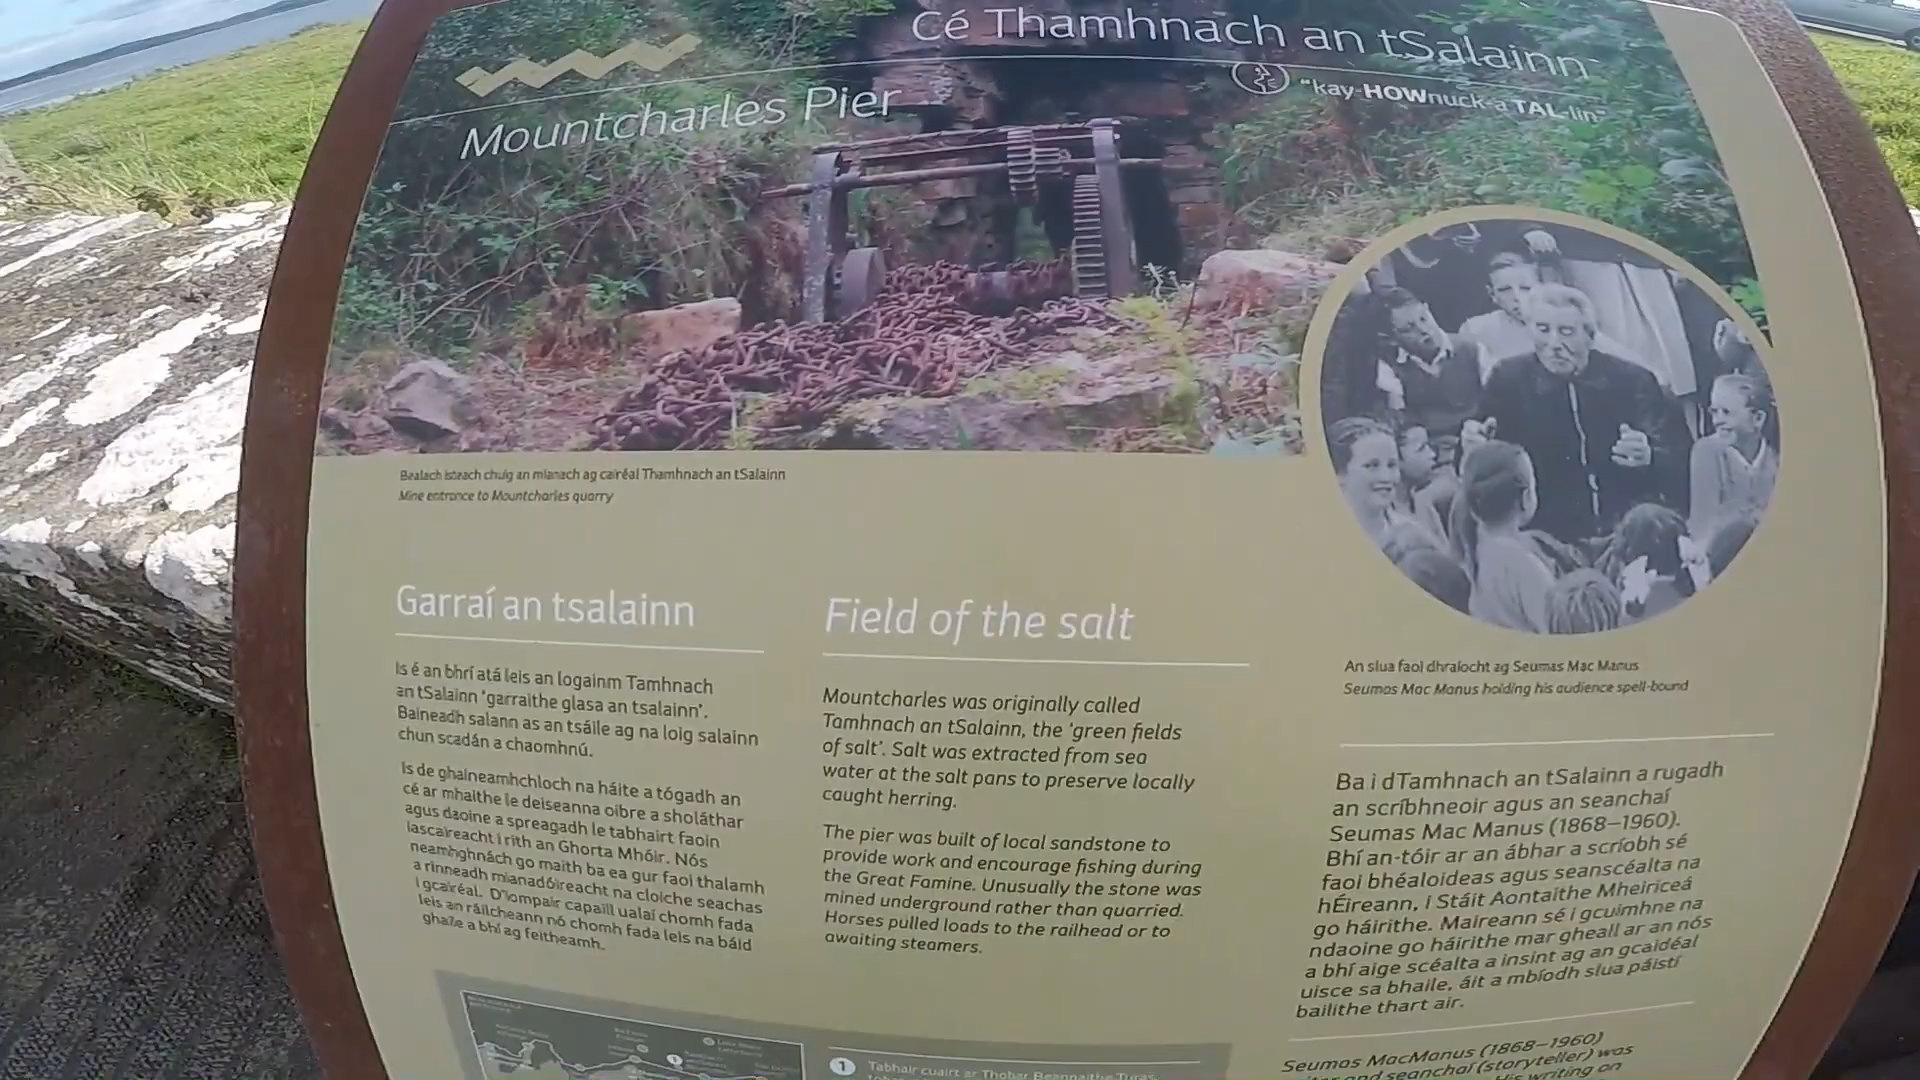 Cé Thamhnach an tSalainn
"kay-HOWnuck-a TAL-lin"
Mountcharles Pier
Bealach isteach chuig an mianach ag cairéal Thamhnach an tSalainn
Mine entrance to Mountcharles quarry
Garraí an tsalainn
Is é an bhrí atá leis an logainm Tamhnach
an tSalainn 'garraithe glasa an tsalainn'.
Baineadh salann as an tsáile ag na loig salainn
chun scadán a chaomhnú.
Is de ghaineamhchloch na háite a tógadh an
cé ar mhaithe le deiseanna oibre a sholáthar
agus daoine a spreagadh le tabhairt faoin
iascaireacht i rith an Ghorta Mhóir. Nós
neamhghnách go maith ba ea gur faoi thalamh
a rinneadh mianadóireacht na cloiche seachas
i gcairéal. D'iompair capaill ualaí chomh fada
leis an ráilcheann nó chomh fada leis na báid
ghaile a bhí ag feitheamh.
Field of the salt
Mountcharles was originally called
Tamhnach an tSalainn, the 'green fields
of salt'. Salt was extracted from sea
water at the salt pans to preserve locally
caught herring.
The pier was built of local sandstone to
provide work and encourage fishing during
the Great Famine. Unusually the stone was
mined underground rather than quarried.
Horses pulled loads to the railhead or to
awaiting steamers.
An slua faoi dhraíocht ag Seumas Mac Manus
Seumas Mac Manus holding his audience spell-bound
Ba i dTamhnach an tSalainn a rugadh
an scríbhneoir agus an seanchaí
Seumas Mac Manus (1868–1960).
Bhí an-tóir ar an ábhar a scríobh sé
faoi bhéaloideas agus seanscéalta na
hÉireann, i Stáit Aontaithe Mheiriceá
go háirithe. Maireann sé i gcuimhne na
ndaoine go háirithe mar gheall ar an nós
a bhí aige scéalta a insint ag an gcaidéal
uisce sa bhaile, áit a mbíodh slua páistí
bailithe thart air.
Seumas MacManus (1868–1960)
and seanchaí (storyteller) was
His writing on
1
1 Tabhair cuairt ar Thobar Beannaithe Turas,